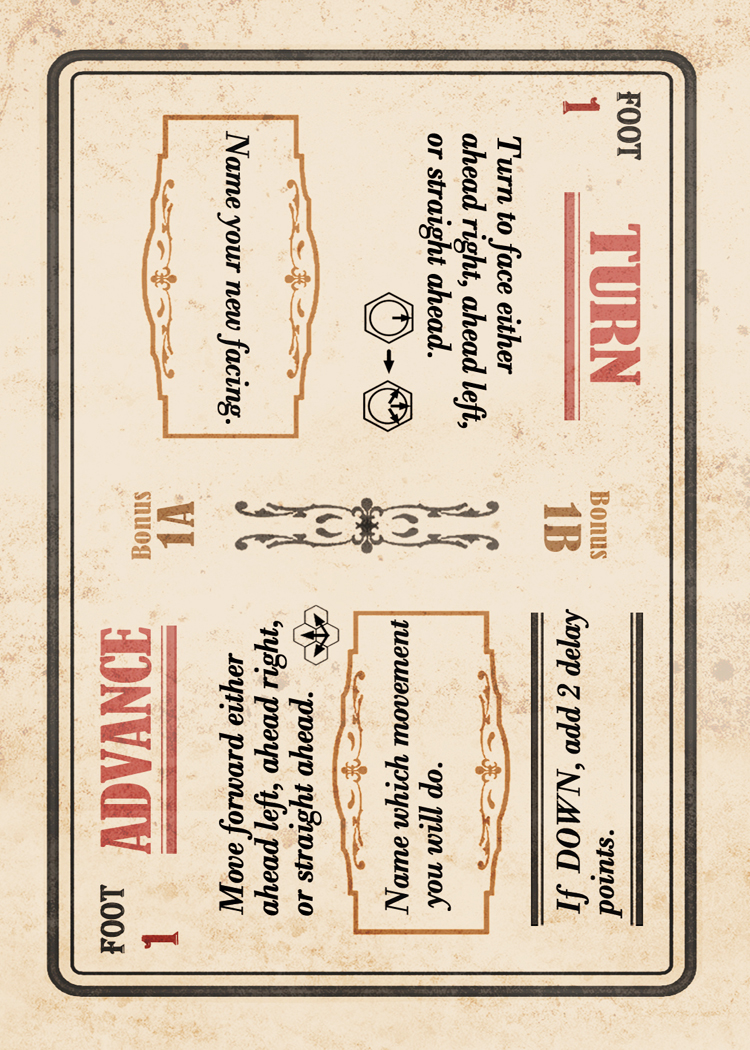 FOOT
1
TURN
Turn to face either
ahead right, ahead left,
or straight ahead.
Name your new facing.
Bonus
1B
Bonus
1A
FOOT
1
ADVANCE
Move forward either
ahead left, ahead right,
or straight ahead.
Name which movement
you will do.
If DOWN, add 2 delay
points.